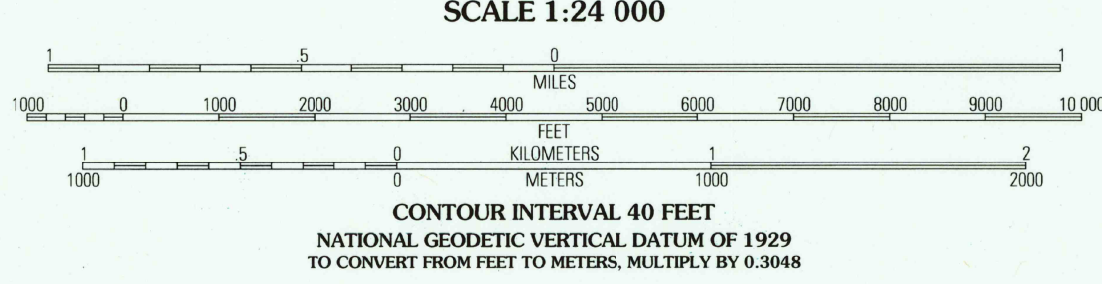 SCALE 1:24 000
1 .5 0 1
MILES
1000 0 1000 2000 3000 4000 5000 6000 7000 8000 9000 10 000
FEET
1 .5 0 KILOMETERS 1 2
1000 0 METERS 1000 2000
CONTOUR INTERVAL 40 FEET
NATIONAL GEODETIC VERTICAL DATUM OF 1929
TO CONVERT FROM FEET TO METERS, MULTIPLY BY 0.3048